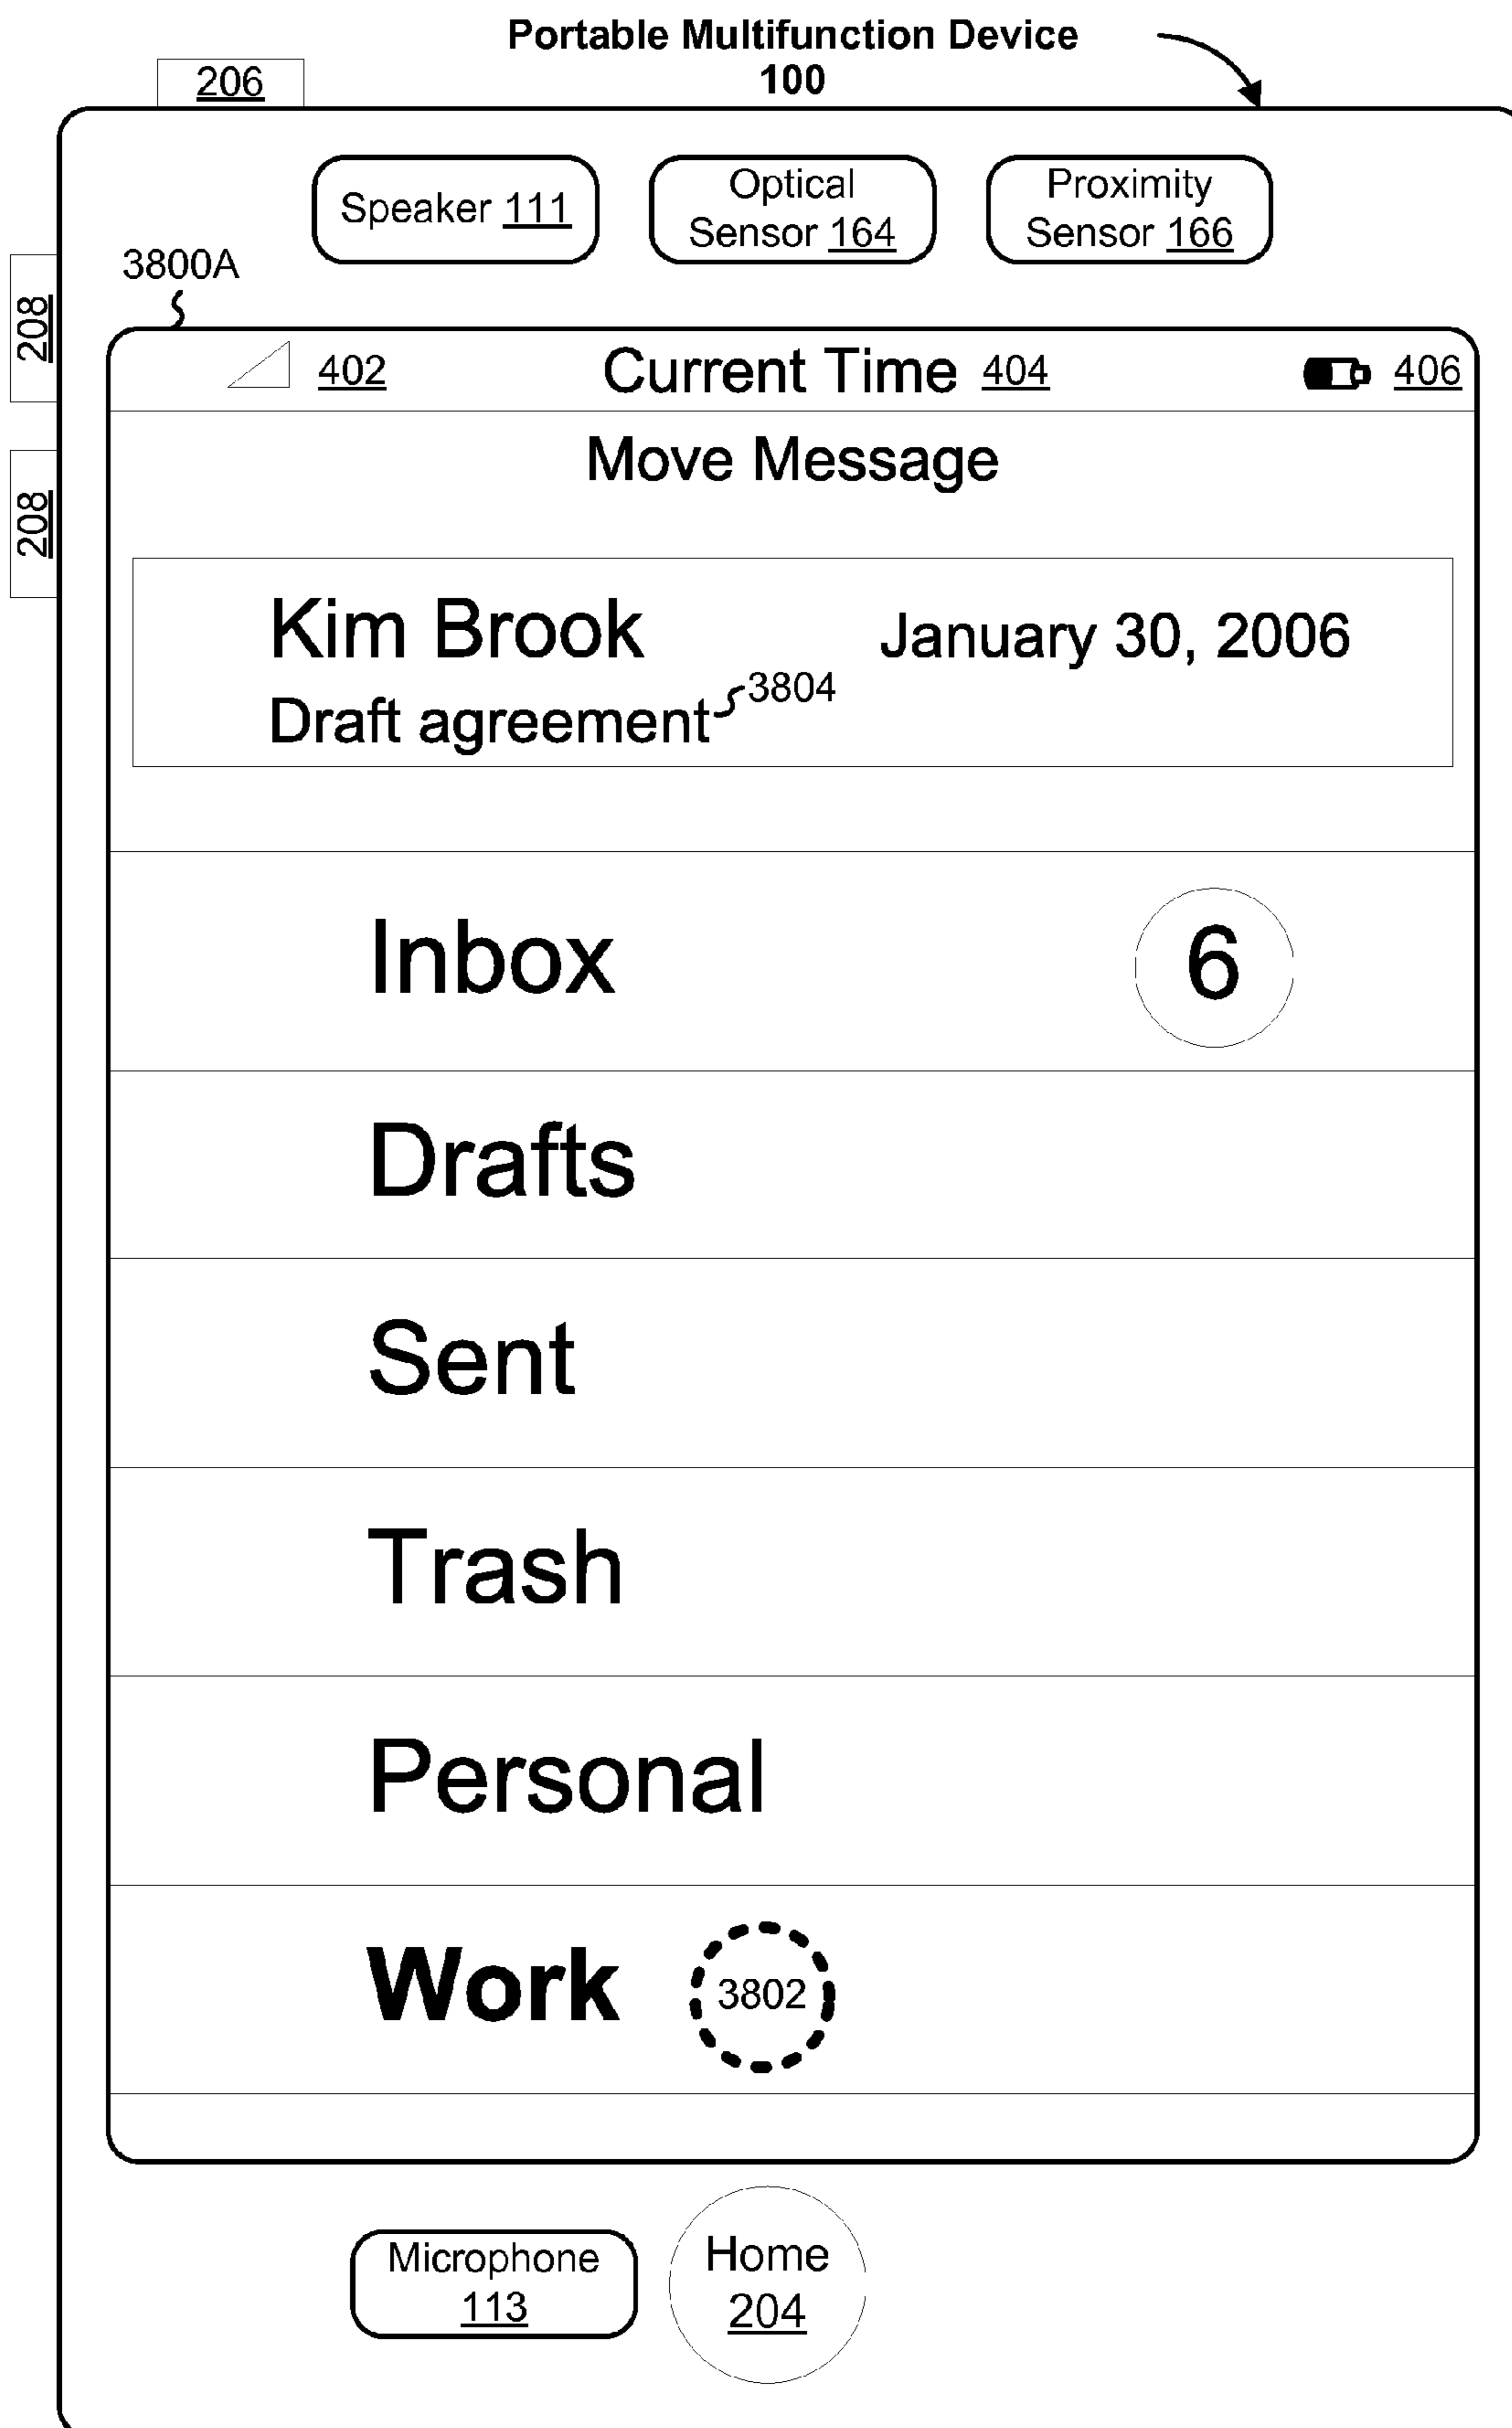 Portable Multifunction Device
100
206
Speaker 111
Optical
Sensor 164
Proximity
Sensor 166
208
3800A
402
Current Time 404
406
Move Message
208
Kim Brook
January 30, 2006
3804
Draft agreement
Inbox
6
Drafts
Sent
Trash
Personal
Work
3802
Microphone
113
Home
204